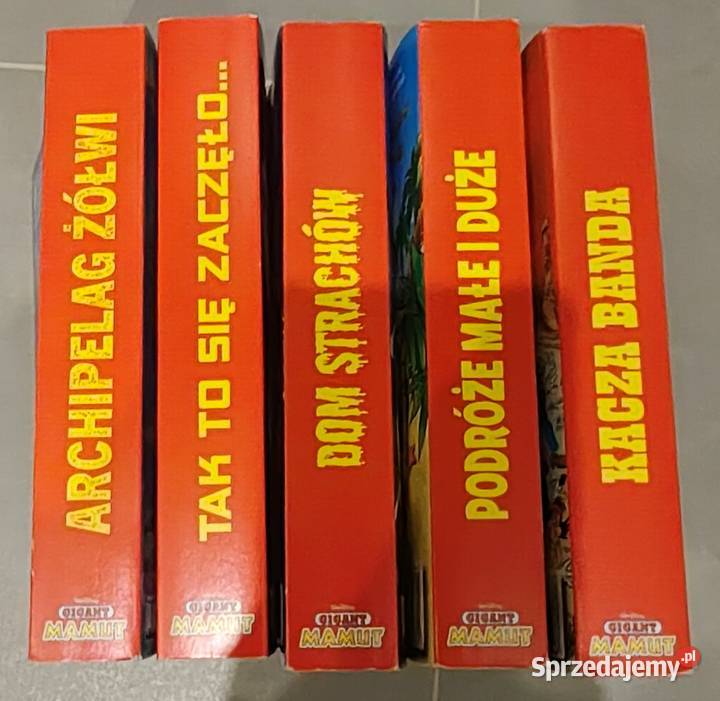 ARCHIPELAG ŻÓŁWI
GIGANT
MAMUT
TAK TO SIĘ ZACZĘŁO...
GIGANT
MAMUT
DOM STRACHÓW
GIGANT
MAMUT
PODRÓŻE MAŁE I DUŻE
GIGANT
MAMUT
KACZA BANDA
GIGANT
MAMUT
Sprzedajemy.pl